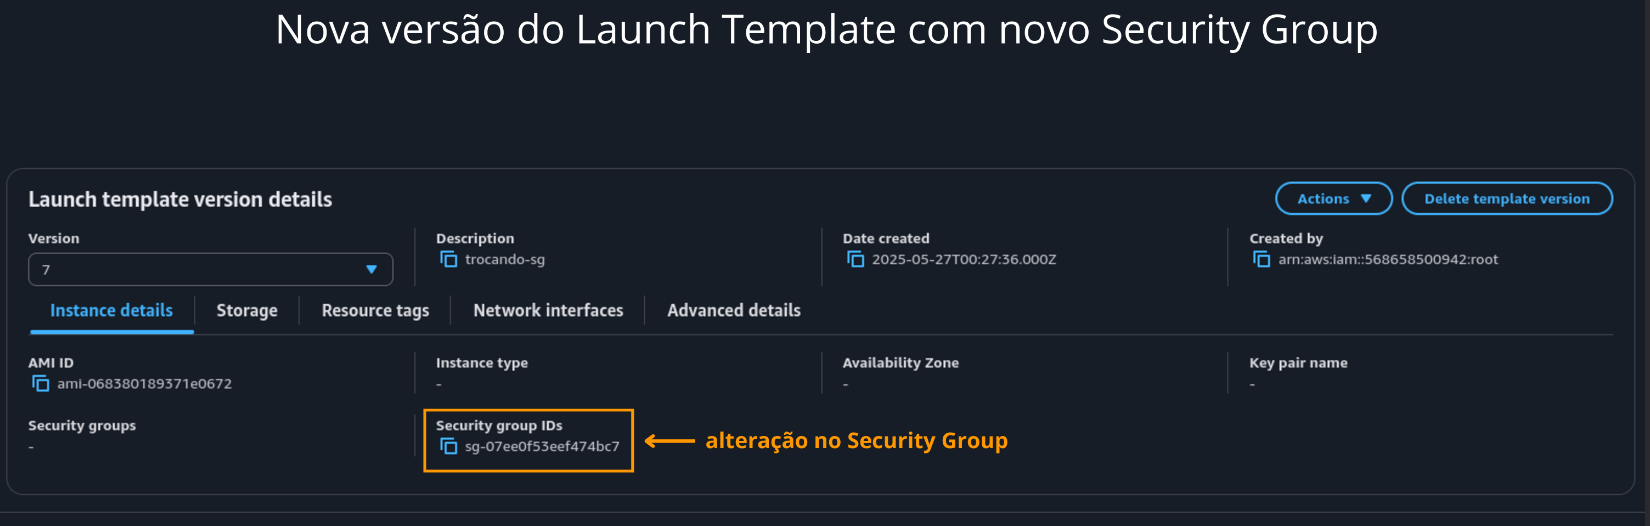 Nova versão do Launch Template com novo Security Group
Launch template version details
Actions
Delete template version
Version
7
Description
trocando-sg
Date created
2025-05-27T00:27:36.000Z
Created by
arn:aws:iam::568658500942:root
Instance details
Storage
Resource tags
Network interfaces
Advanced details
AMI ID
ami-068380189371e0672
Instance type
-
Availability Zone
-
Key pair name
-
Security groups
-
Security group IDs
sg-07ee0f53eef474bc7
alteração no Security Group